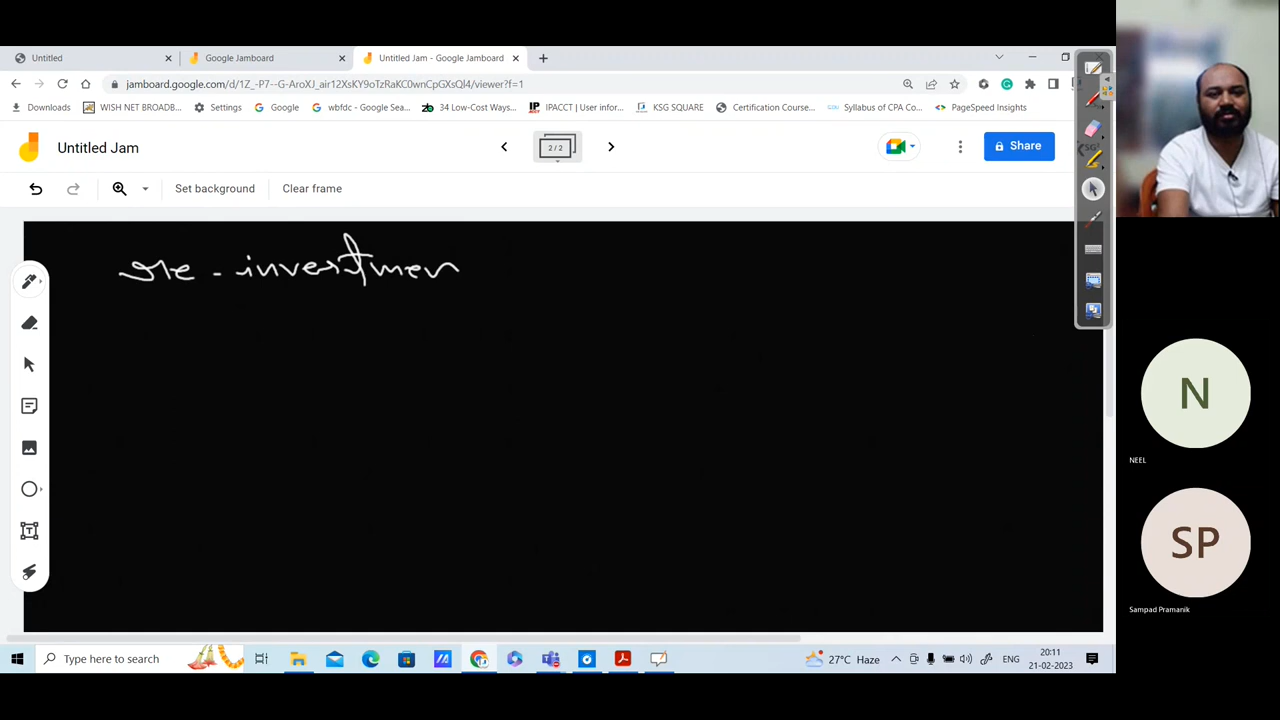 Untitled
Google Jamboard
Untitled Jam - Google Jamboard
jamboard.google.com/d/1Z_-P7--G-AroXJ_air12XsKY9oTzRaKC0wnCpGXsQl4/viewer?f=1
Downloads
WISH NET BROADB...
Settings
Google
wbfdc - Google Sea...
34 Low-Cost Ways...
IPACCT | User infor...
KSG SQUARE
Certification Course...
Syllabus of CPA Co...
PageSpeed Insights
Untitled Jam
2 / 2
Share
Set background
Clear frame
re - investmen
N
NEEL
SP
Sampad Pramanik
Type here to search
27°C Haze
ENG
20:11
21-02-2023